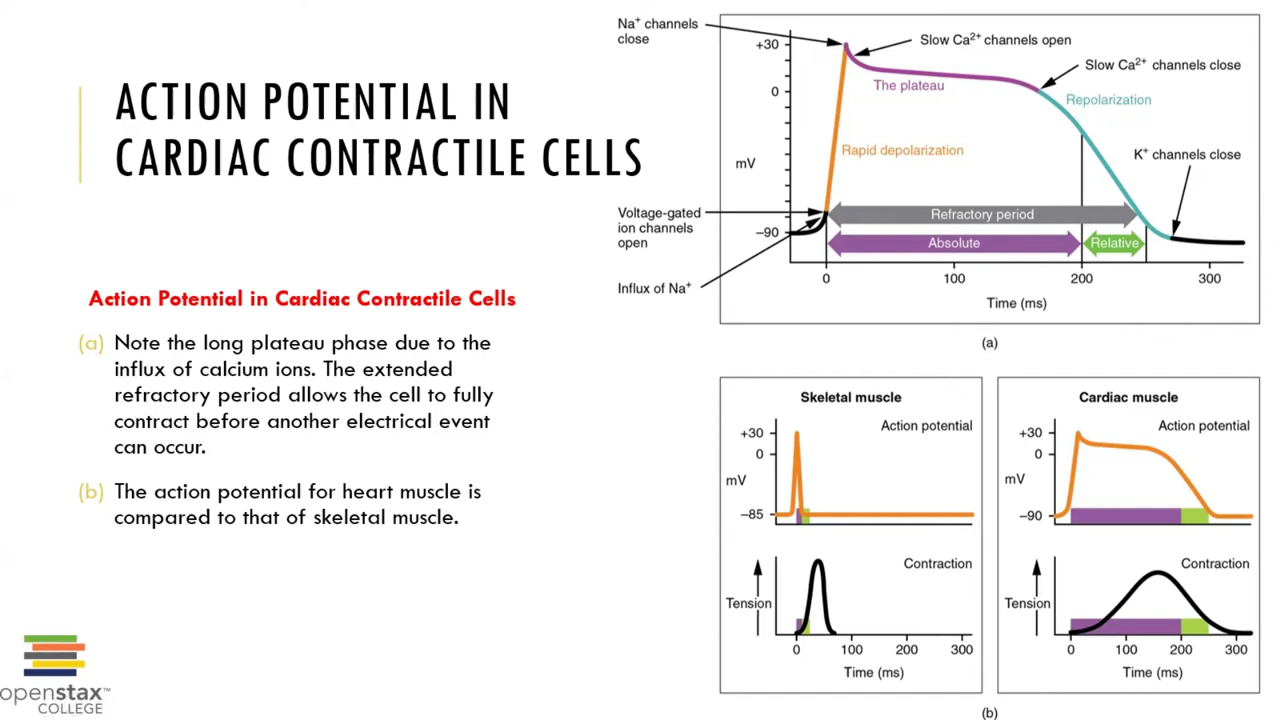 ACTION POTENTIAL IN
CARDIAC CONTRACTILE CELLS
Action Potential in Cardiac Contractile Cells
(a) Note the long plateau phase due to the
influx of calcium ions. The extended
refractory period allows the cell to fully
contract before another electrical event
can occur.
(b) The action potential for heart muscle is
compared to that of skeletal muscle.
openstax™
COLLEGE
Na⁺ channels
close
+30
Slow Ca²⁺ channels open
Slow Ca²⁺ channels close
The plateau
0
Repolarization
Rapid depolarization
K⁺ channels close
mV
Voltage-gated
ion channels
open
Refractory period
–90
Absolute
Relative
Influx of Na⁺
0 100 200 300
Time (ms)
(a)
Skeletal muscle
+30
Action potential
0
mV
–85
Contraction
Tension
0 100 200 300
Time (ms)
Cardiac muscle
+30
Action potential
0
mV
–90
Contraction
Tension
0 100 200 300
Time (ms)
(b)